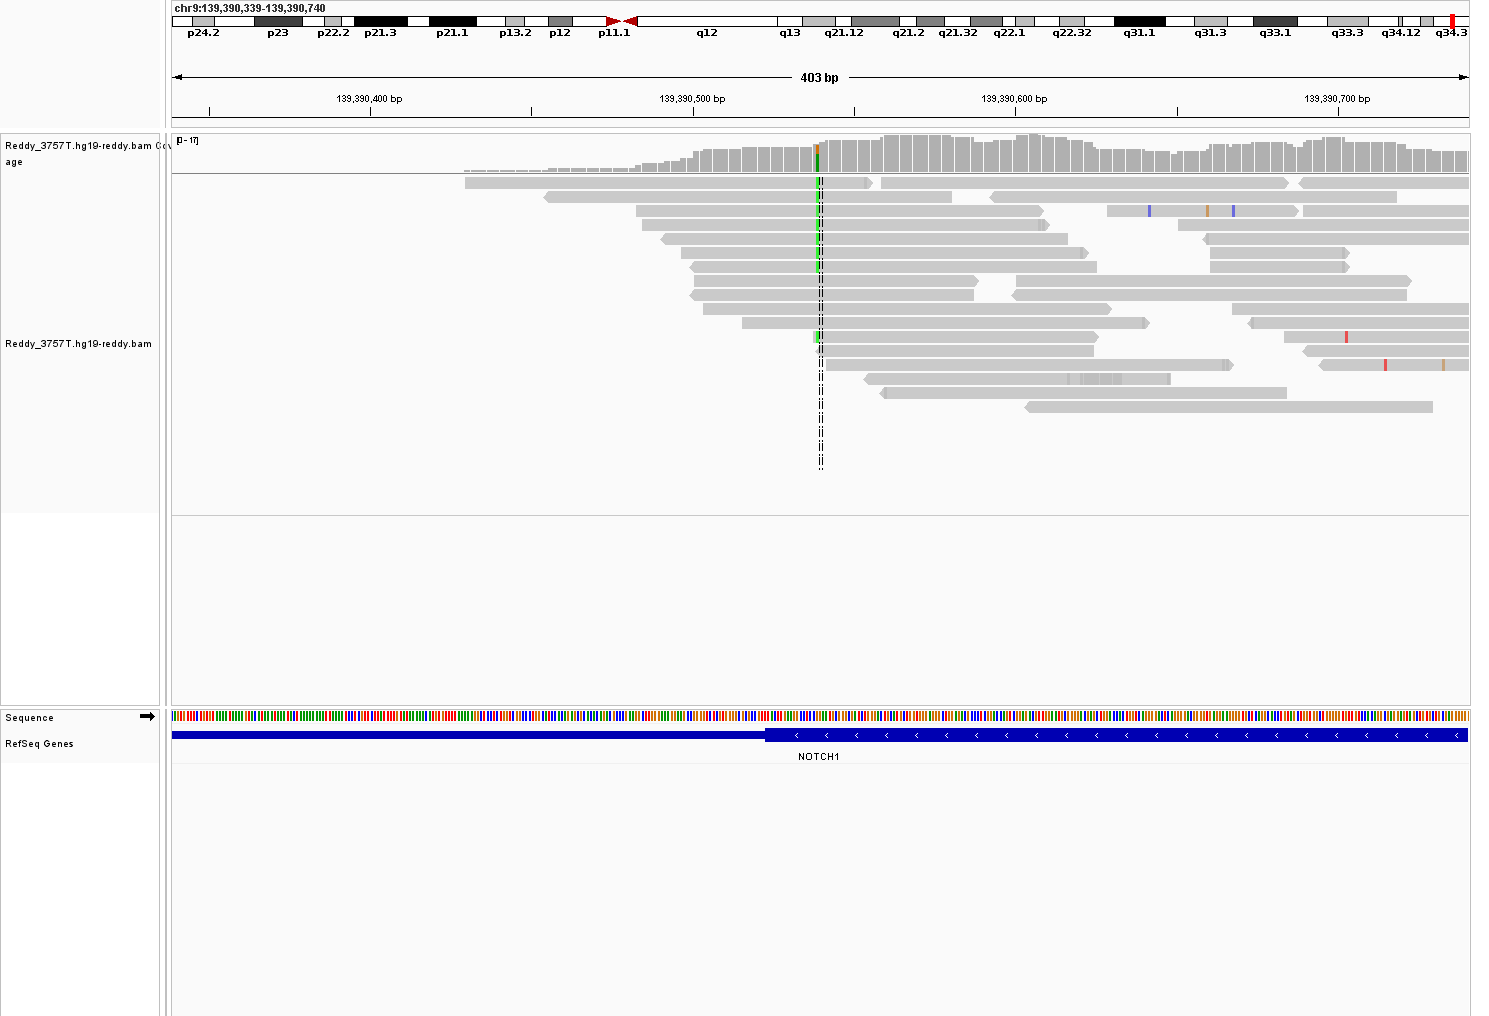 chr9:139,390,339-139,390,740
p24.2 p23 p22.2 p21.3 p21.1 p13.2 p12 p11.1 q12 q13 q21.12 q21.2 q21.32 q22.1 q22.32 q31.1 q31.3 q33.1 q33.3 q34.12 q34.3
403 bp
139,390,400 bp 139,390,500 bp 139,390,600 bp 139,390,700 bp
Reddy_3757T.hg19-reddy.bam Cov
age
[0 - 17]
Reddy_3757T.hg19-reddy.bam
Sequence
RefSeq Genes
NOTCH1